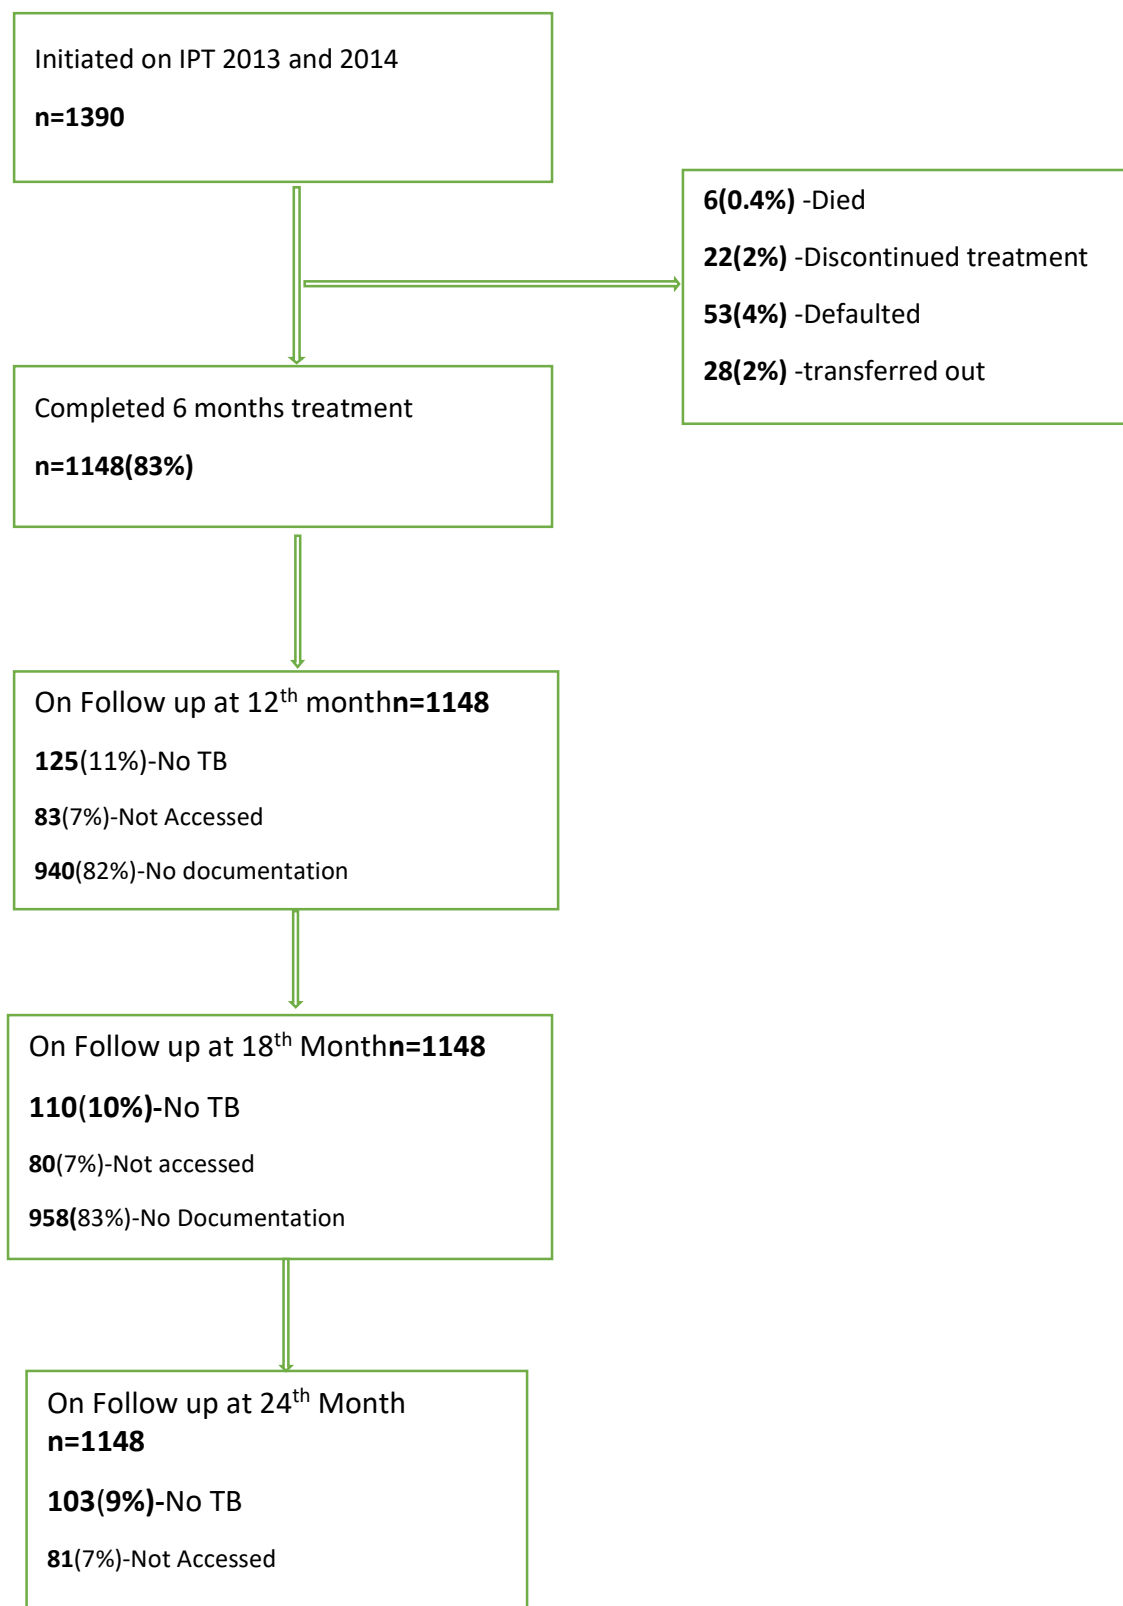 Initiated on IPT 2013 and 2014
n=1390
6(0.4%) -Died
22(2%) -Discontinued treatment
53(4%) -Defaulted
28(2%) -transferred out
Completed 6 months treatment
n=1148(83%)
On Follow up at 12th monthn=1148
125(11%)-No TB
83(7%)-Not Accessed
940(82%)-No documentation
On Follow up at 18th Monthn=1148
110(10%)-No TB
80(7%)-Not accessed
958(83%)-No Documentation
On Follow up at 24th Month
n=1148
103(9%)-No TB
81(7%)-Not Accessed